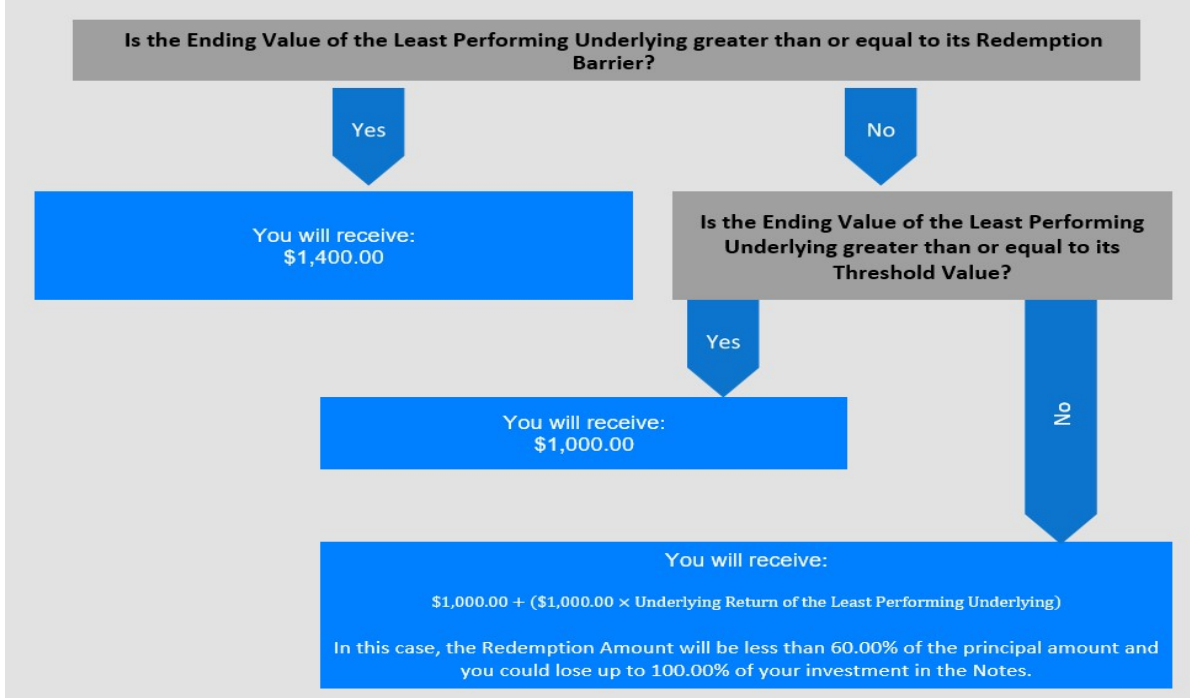 Is the Ending Value of the Least Performing Underlying greater than or equal to its Redemption
Barrier?
Yes
No
You will receive:
$1,400.00
Is the Ending Value of the Least Performing
Underlying greater than or equal to its
Threshold Value?
Yes
No
You will receive:
$1,000.00
You will receive:
$1,000.00 + ($1,000.00 × Underlying Return of the Least Performing Underlying)
In this case, the Redemption Amount will be less than 60.00% of the principal amount and
you could lose up to 100.00% of your investment in the Notes.